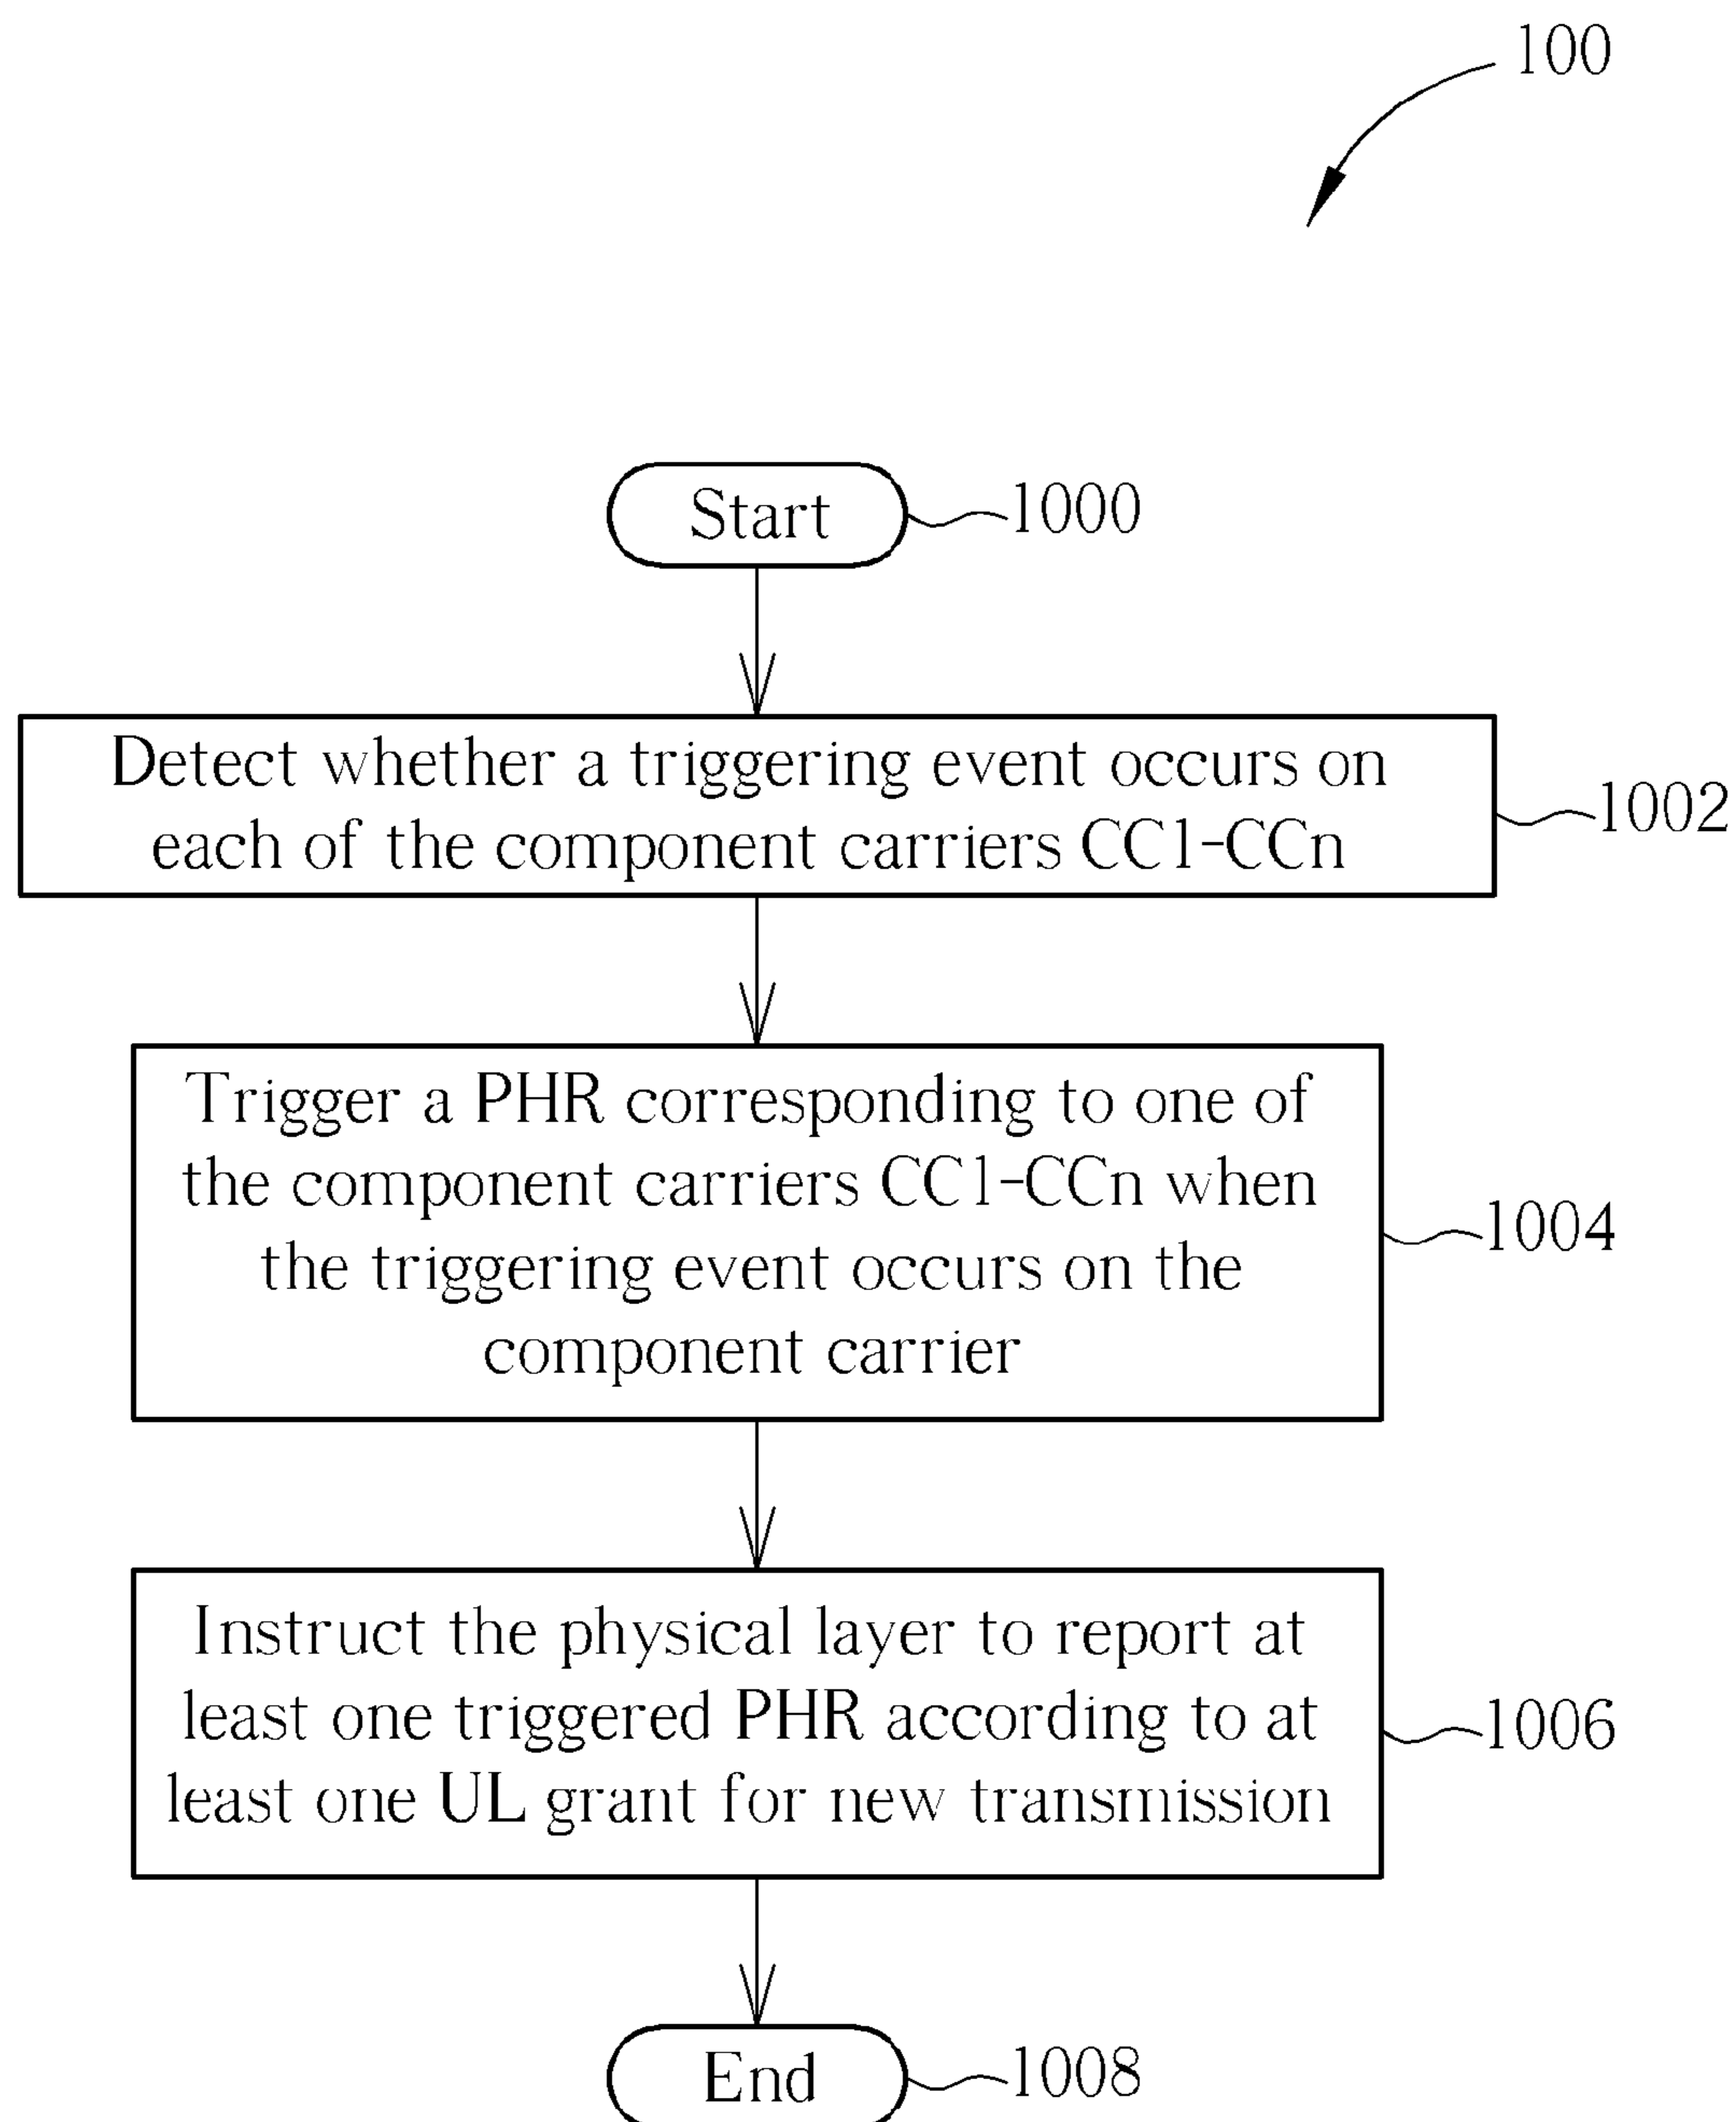 100
Start
1000
Detect whether a triggering event occurs on
each of the component carriers CC1-CCn
1002
Trigger a PHR corresponding to one of
the component carriers CC1-CCn when
the triggering event occurs on the
component carrier
1004
Instruct the physical layer to report at
least one triggered PHR according to at
least one UL grant for new transmission
1006
End
1008